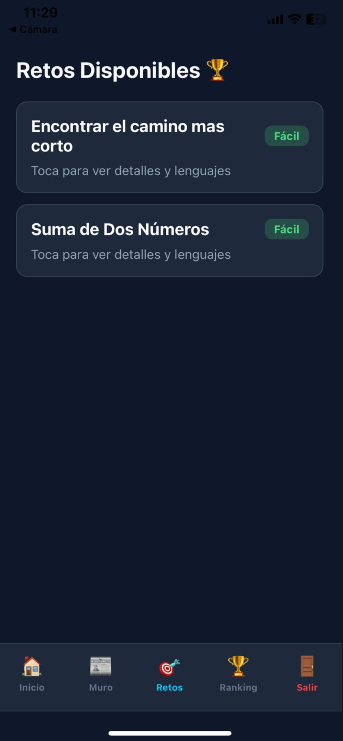 11:29
◀ Cámara
Retos Disponibles 🏆
Encontrar el camino mas
corto
Fácil
Toca para ver detalles y lenguajes
Suma de Dos Números
Fácil
Toca para ver detalles y lenguajes
Inicio
Muro
Retos
Ranking
Salir